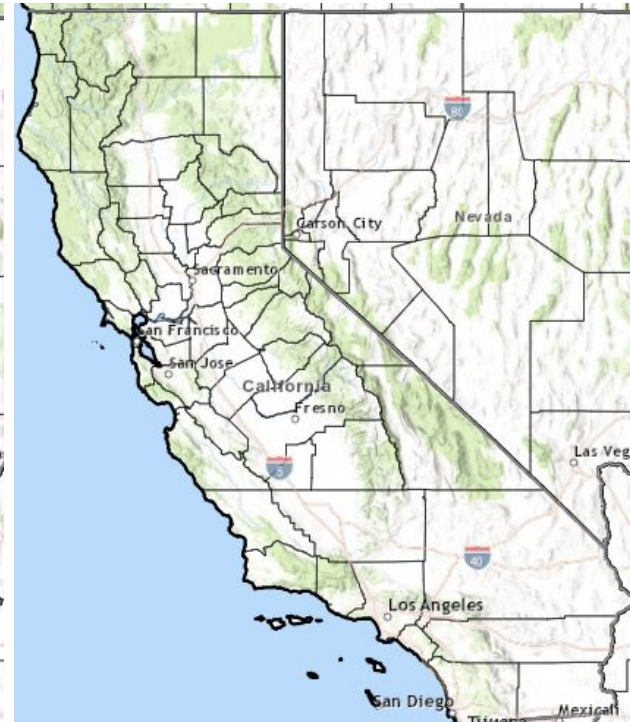 80
Carson City
Nevada
Sacramento
San Francisco
San Jose
California
Fresno
5
Las Veg
40
Los Angeles
San Diego
Tijuana
Mexicali